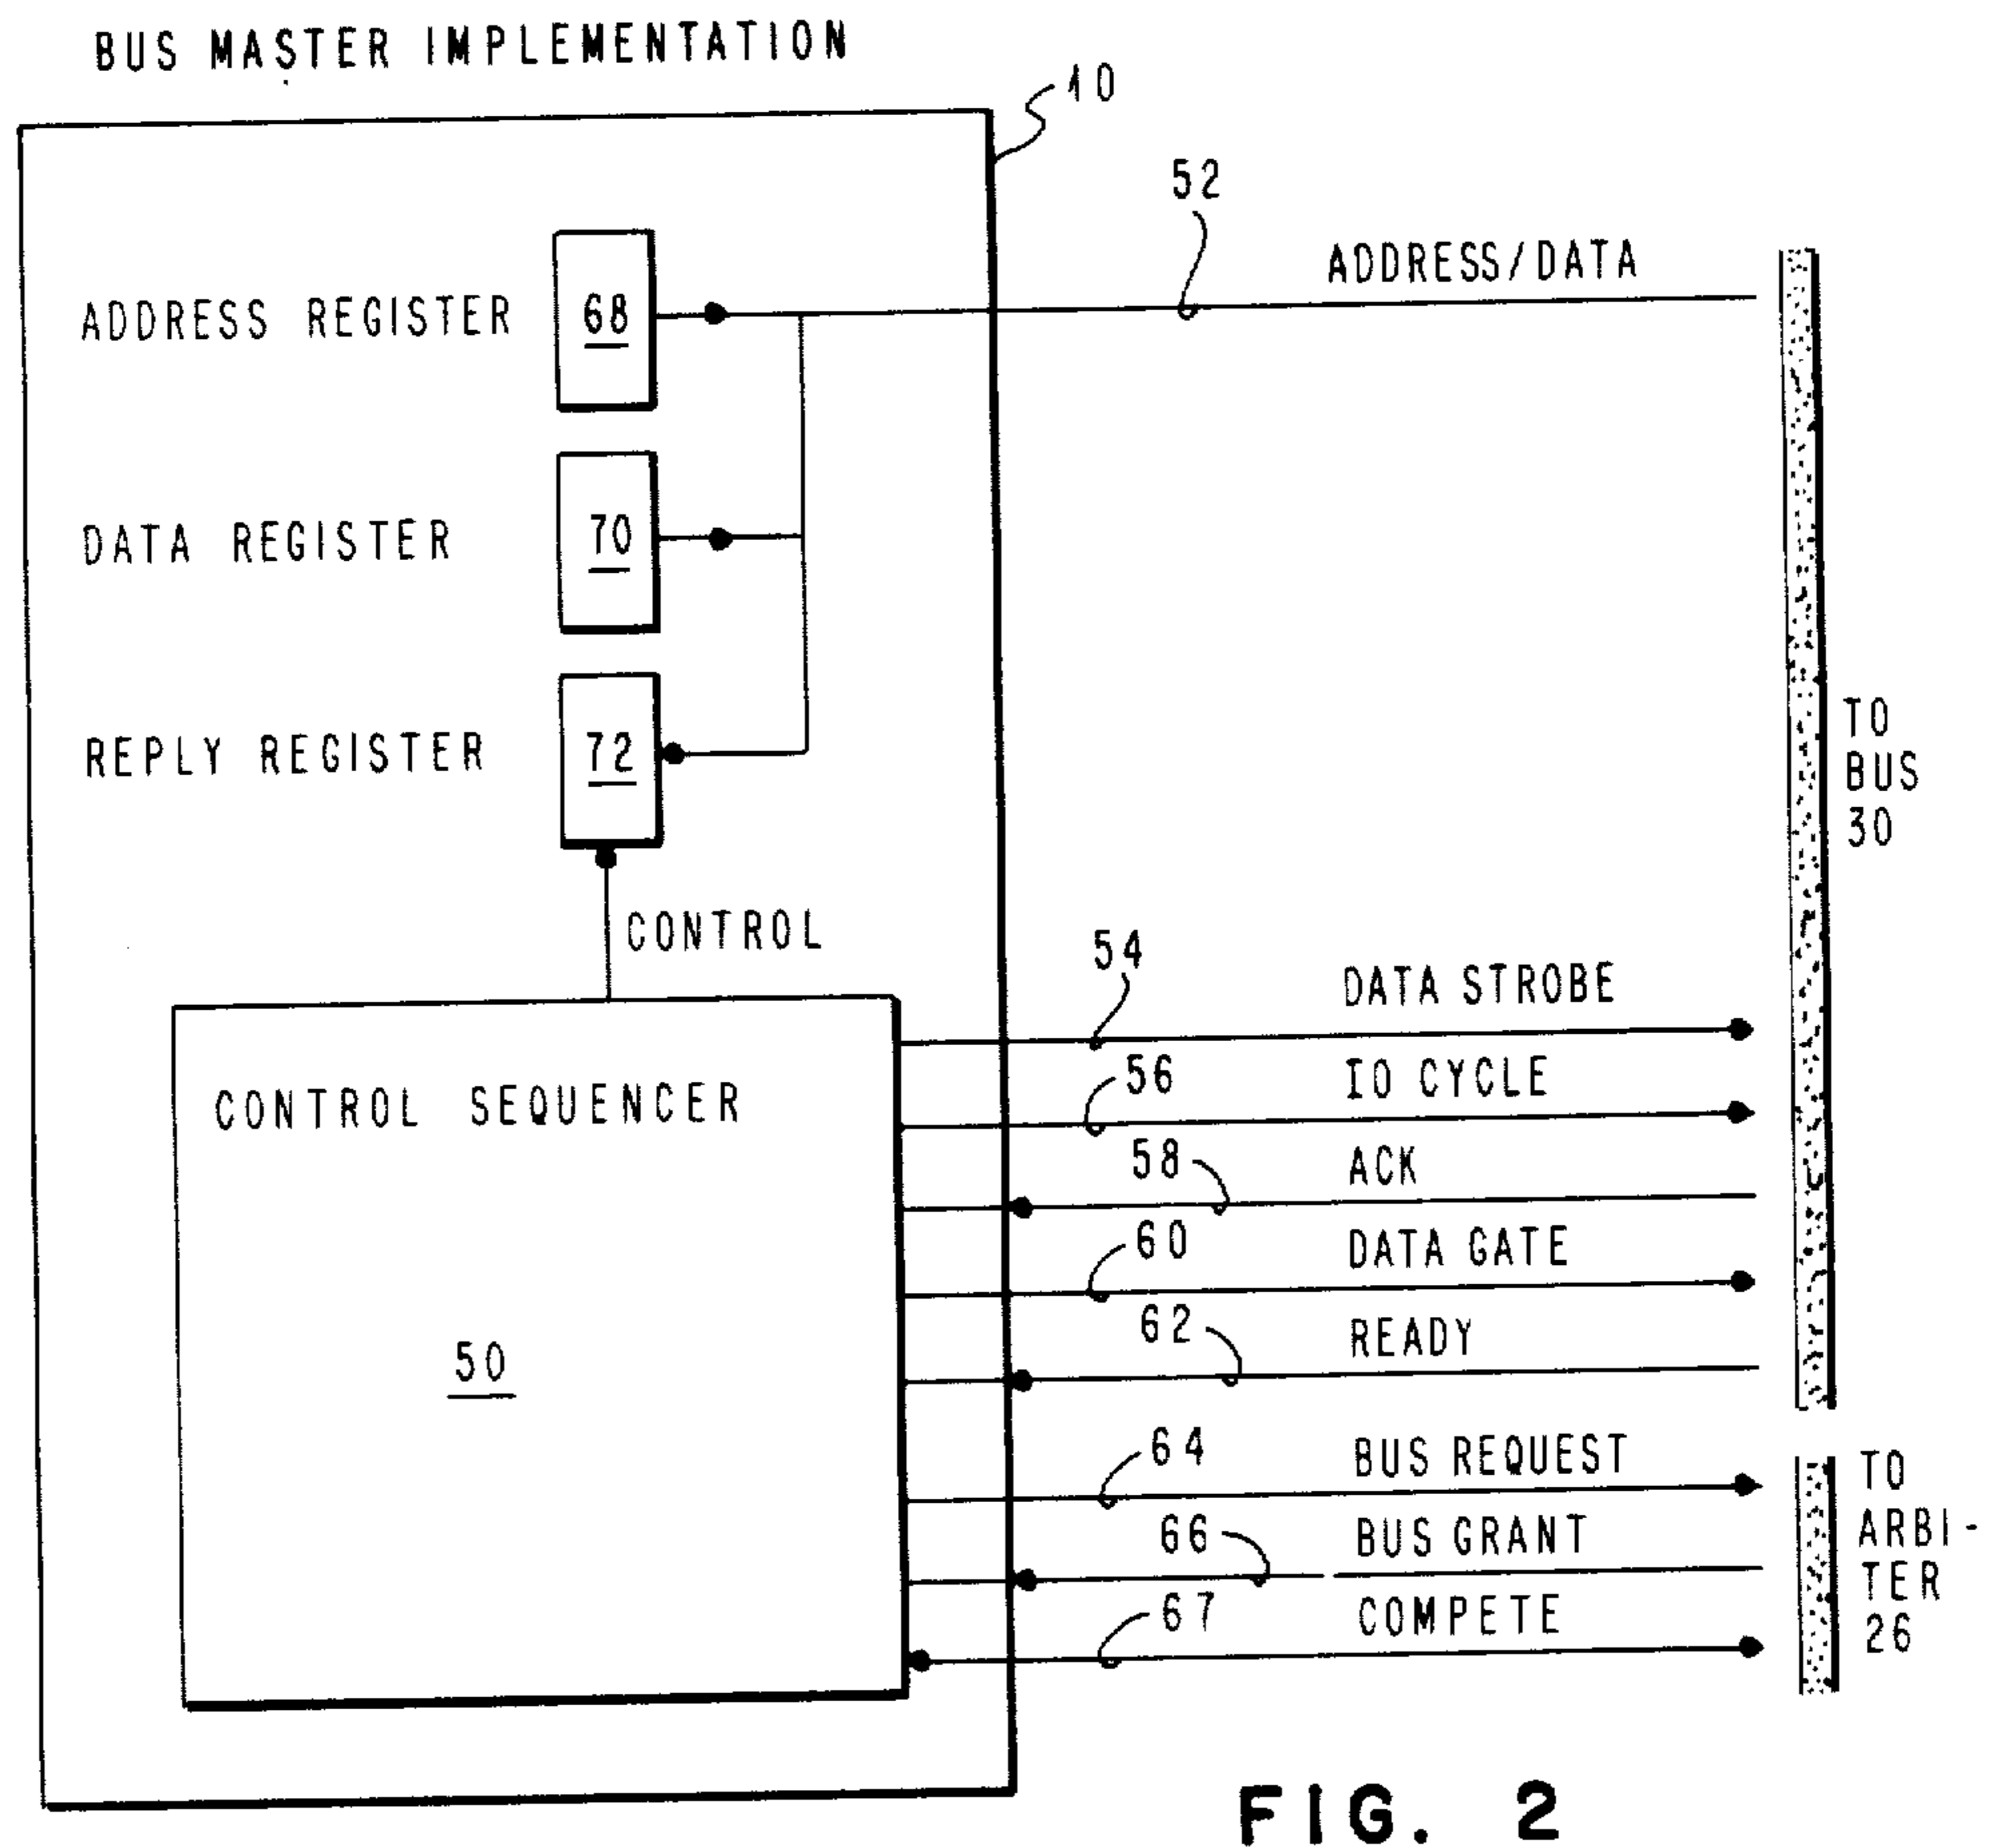 BUS MASTER IMPLEMENTATION
10
52
ADDRESS/DATA
ADDRESS REGISTER
68
DATA REGISTER
70
REPLY REGISTER
72
TO
BUS
30
CONTROL
54
DATA STROBE
CONTROL SEQUENCER
50
56
IO CYCLE
58
ACK
60
DATA GATE
62
READY
64
BUS REQUEST
66
BUS GRANT
67
COMPETE
TO
ARBI-
TER
26
FIG. 2